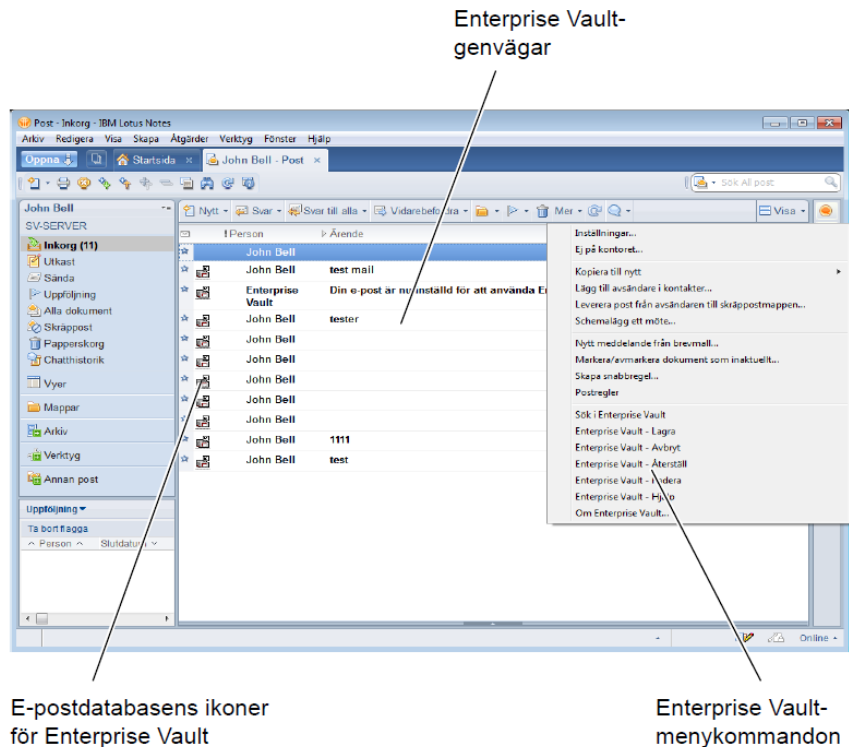 Enterprise Vault-
genvägar
Post - Inkorg - IBM Lotus Notes
Arkiv Redigera Visa Skapa Åtgärder Verktyg Fönster Hjälp
Öppna Startsida × John Bell - Post ×
Sök All post
John Bell
SV-SERVER
Inkorg (11)
Utkast
Sända
Uppföljning
Alla dokument
Skräppost
Papperskorg
Chatthistorik
Vyer
Mappar
Arkiv
Verktyg
Annan post
Uppföljning
Ta bort flagga
Person Slutdatum
Nytt Svar Svar till alla Vidarebefordra Mer Visa
! Person Ärende
John Bell
John Bell test mail
Enterprise Din e-post är nu inställd för att använda
Vault
John Bell tester
John Bell
John Bell
John Bell
John Bell
John Bell
John Bell 1111
John Bell test
Inställningar...
Ej på kontoret...
Kopiera till nytt
Lägg till avsändare i kontakter...
Leverera post från avsändaren till skräppostmappen...
Schemalägg ett möte...
Nytt meddelande från brevmall...
Markera/avmarkera dokument som inaktuellt...
Skapa snabbregel...
Postregler
Sök i Enterprise Vault
Enterprise Vault - Lagra
Enterprise Vault - Avbryt
Enterprise Vault - Återställ
Enterprise Vault -
Enterprise Vault - Hjälp
Om Enterprise Vault...
Online
E-postdatabasens ikoner
för Enterprise Vault
Enterprise Vault-
menykommandon